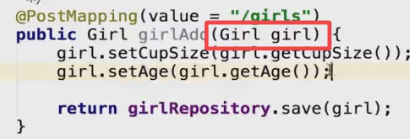 @PostMapping(value = "/girls")
public Girl girlAdd(Girl girl) {
girl.setCupSize(girl.getCupSize());
girl.setAge(girl.getAge());
return girlRepository.save(girl);
}